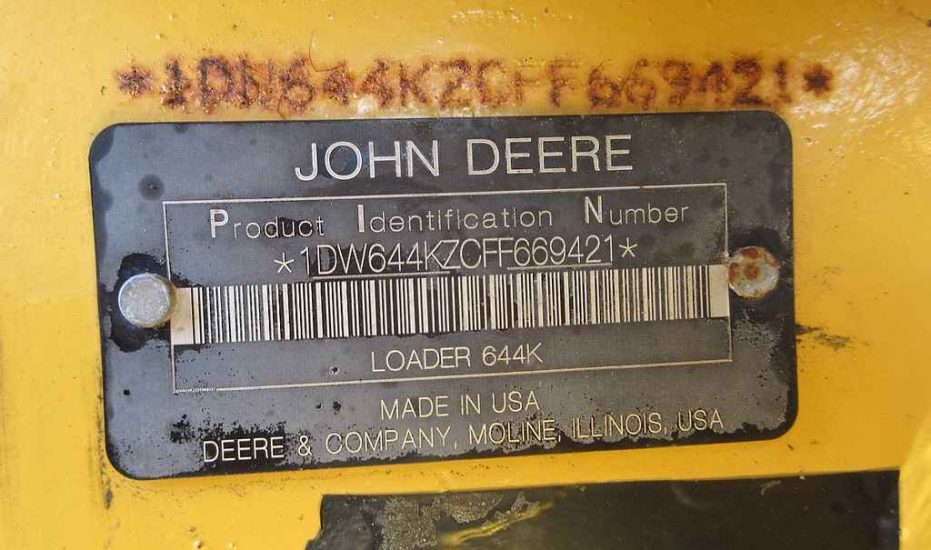 *1DW644KZCFF669421*
JOHN DEERE
Product Identification Number
*1DW644KZCFF669421*
LOADER 644K
MADE IN USA
DEERE & COMPANY, MOLINE, ILLINOIS, USA